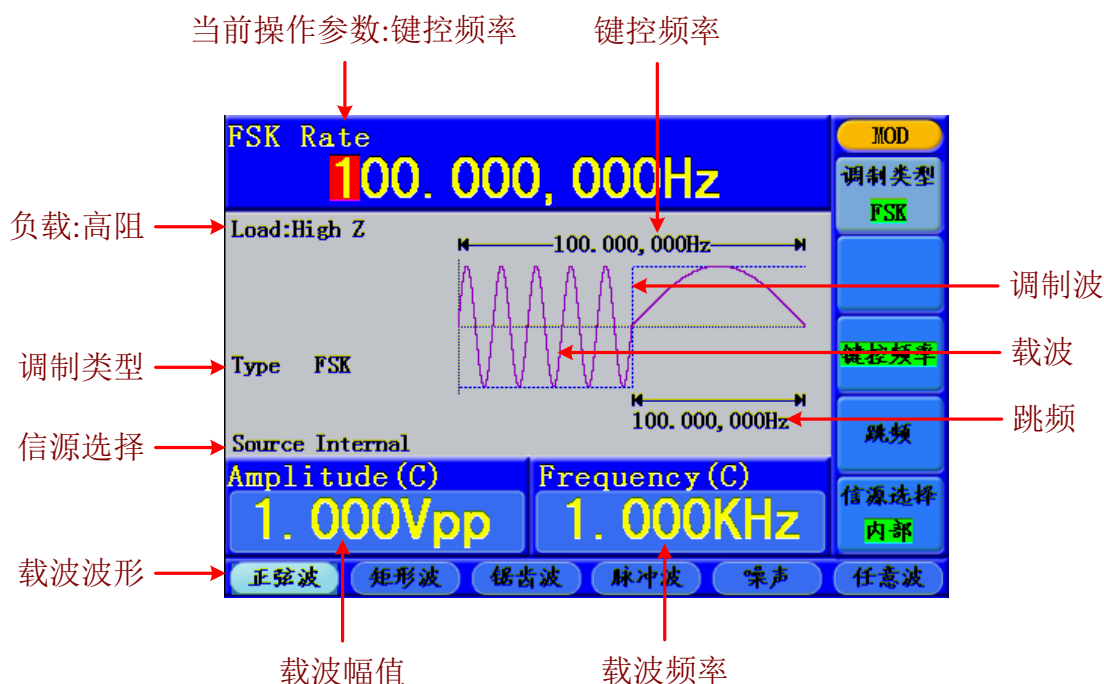 当前操作参数:键控频率
键控频率
FSK Rate
100.000,000Hz
MOD
调制类型
FSK
负载:高阻
Load:High Z
100.000,000Hz
调制波
载波
键控频率
调制类型
Type FSK
100.000,000Hz
跳频
跳频
信源选择
Source Internal
Amplitude(C)
Frequency(C)
1.000Vpp
1.000KHz
信源选择
内部
载波波形
正弦波
矩形波
锯齿波
脉冲波
噪声
任意波
载波幅值
载波频率